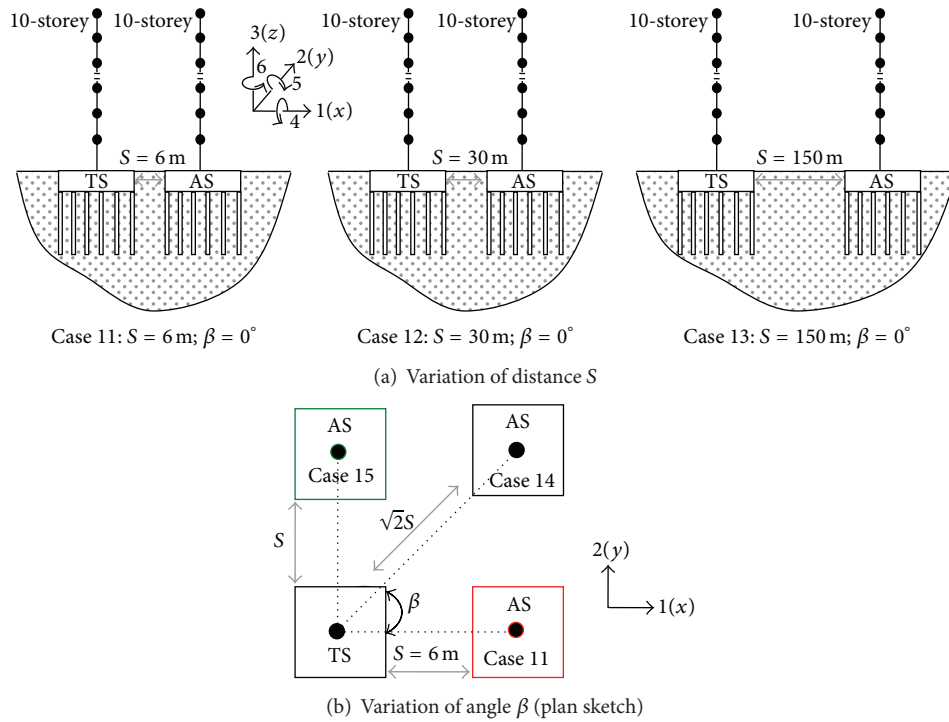 10-storey 10-storey
10-storey 10-storey
10-storey 10-storey
3(z)
2(y)
6
5
1(x)
4
S = 6 m
S = 30 m
S = 150 m
TS AS
TS AS
TS AS
Case 11: S = 6 m; β = 0°
Case 12: S = 30 m; β = 0°
Case 13: S = 150 m; β = 0°
(a) Variation of distance S
AS
Case 15
AS
Case 14
√2S
S
2(y)
1(x)
β
TS
AS
Case 11
S = 6 m
(b) Variation of angle β (plan sketch)